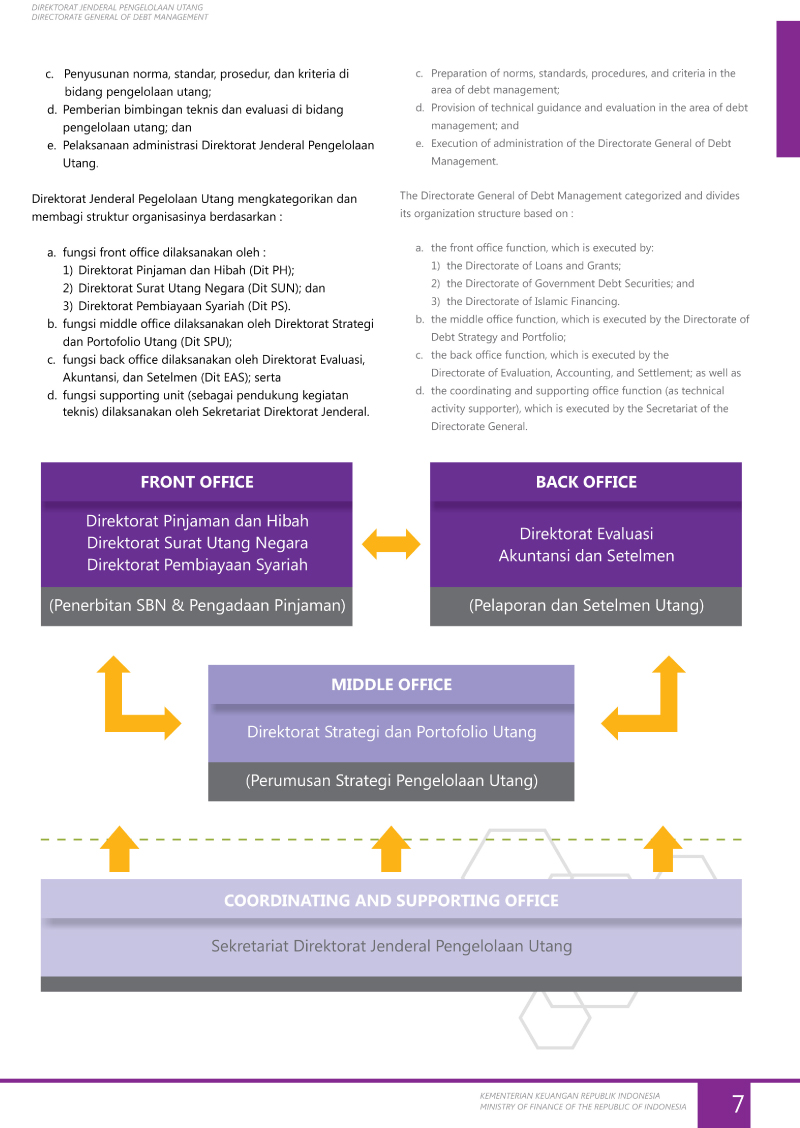 DIREKTORAT JENDERAL PENGELOLAAN UTANG
DIRECTORATE GENERAL OF DEBT MANAGEMENT
c. Penyusunan norma, standar, prosedur, dan kriteria di
bidang pengelolaan utang;
d. Pemberian bimbingan teknis dan evaluasi di bidang
pengelolaan utang; dan
e. Pelaksanaan administrasi Direktorat Jenderal Pengelolaan
Utang.
Direktorat Jenderal Pegelolaan Utang mengkategorikan dan
membagi struktur organisasinya berdasarkan :
a. fungsi front office dilaksanakan oleh :
1) Direktorat Pinjaman dan Hibah (Dit PH);
2) Direktorat Surat Utang Negara (Dit SUN); dan
3) Direktorat Pembiayaan Syariah (Dit PS).
b. fungsi middle office dilaksanakan oleh Direktorat Strategi
dan Portofolio Utang (Dit SPU);
c. fungsi back office dilaksanakan oleh Direktorat Evaluasi,
Akuntansi, dan Setelmen (Dit EAS); serta
d. fungsi supporting unit (sebagai pendukung kegiatan
teknis) dilaksanakan oleh Sekretariat Direktorat Jenderal.
c. Preparation of norms, standards, procedures, and criteria in the
area of debt management;
d. Provision of technical guidance and evaluation in the area of debt
management; and
e. Execution of administration of the Directorate General of Debt
Management.
The Directorate General of Debt Management categorized and divides
its organization structure based on :
a. the front office function, which is executed by:
1) the Directorate of Loans and Grants;
2) the Directorate of Government Debt Securities; and
3) the Directorate of Islamic Financing.
b. the middle office function, which is executed by the Directorate of
Debt Strategy and Portfolio;
c. the back office function, which is executed by the
Directorate of Evaluation, Accounting, and Settlement; as well as
d. the coordinating and supporting office function (as technical
activity supporter), which is executed by the Secretariat of the
Directorate General.
FRONT OFFICE
Direktorat Pinjaman dan Hibah
Direktorat Surat Utang Negara
Direktorat Pembiayaan Syariah
(Penerbitan SBN & Pengadaan Pinjaman)
BACK OFFICE
Direktorat Evaluasi
Akuntansi dan Setelmen
(Pelaporan dan Setelmen Utang)
MIDDLE OFFICE
Direktorat Strategi dan Portofolio Utang
(Perumusan Strategi Pengelolaan Utang)
COORDINATING AND SUPPORTING OFFICE
Sekretariat Direktorat Jenderal Pengelolaan Utang
KEMENTERIAN KEUANGAN REPUBLIK INDONESIA
MINISTRY OF FINANCE OF THE REPUBLIC OF INDONESIA
7